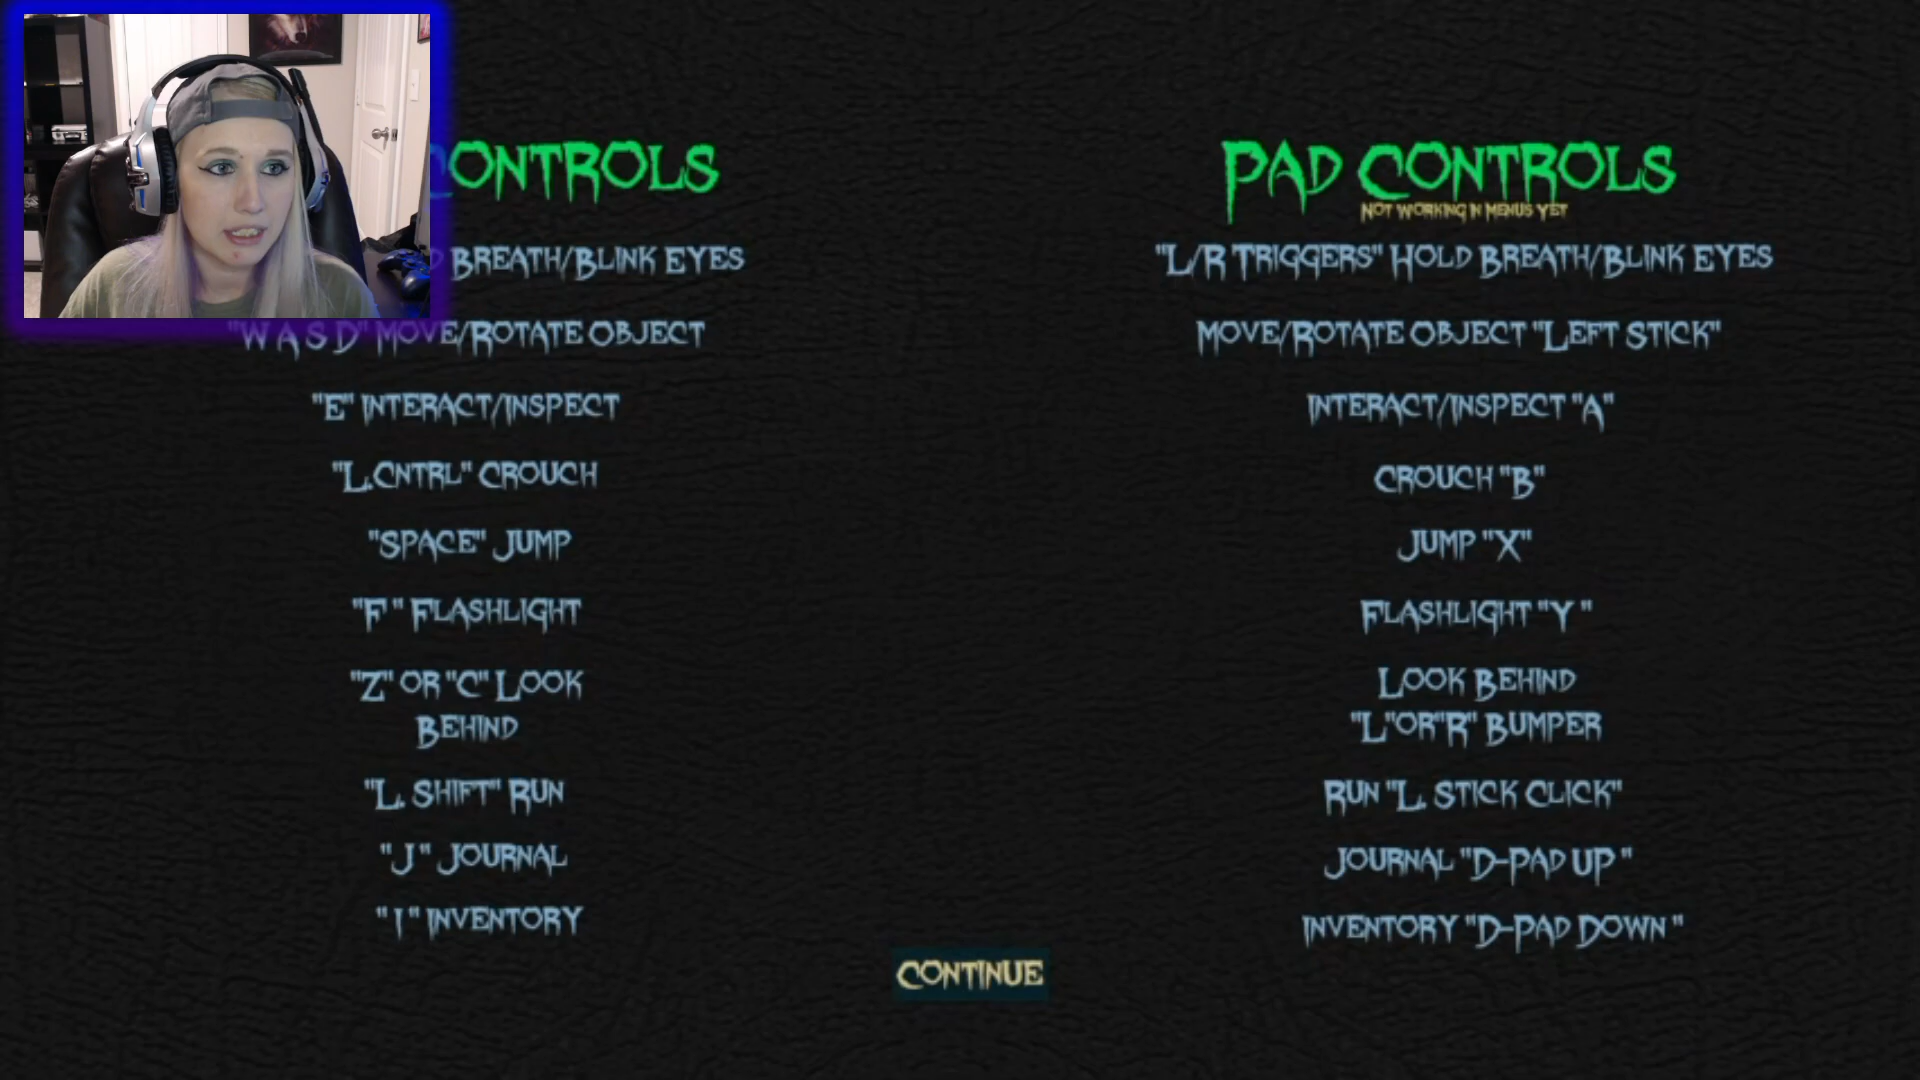 CONTROLS
PAD CONTROLS
NOT WORKING IN MENUS YET
BREATH/BLINK EYES
"L/R TRIGGERS" HOLD BREATH/BLINK EYES
"W A S D" MOVE/ROTATE OBJECT
MOVE/ROTATE OBJECT "LEFT STICK"
"E" INTERACT/INSPECT
INTERACT/INSPECT "A"
"L.CNTRL" CROUCH
CROUCH "B"
"SPACE" JUMP
JUMP "X"
"F " FLASHLIGHT
FLASHLIGHT "Y "
"Z" OR "C" LOOK
BEHIND
LOOK BEHIND
"L"OR"R" BUMPER
"L. SHIFT" RUN
RUN "L. STICK CLICK"
"J " JOURNAL
JOURNAL "D-PAD UP "
" I " INVENTORY
INVENTORY "D-PAD DOWN "
CONTINUE